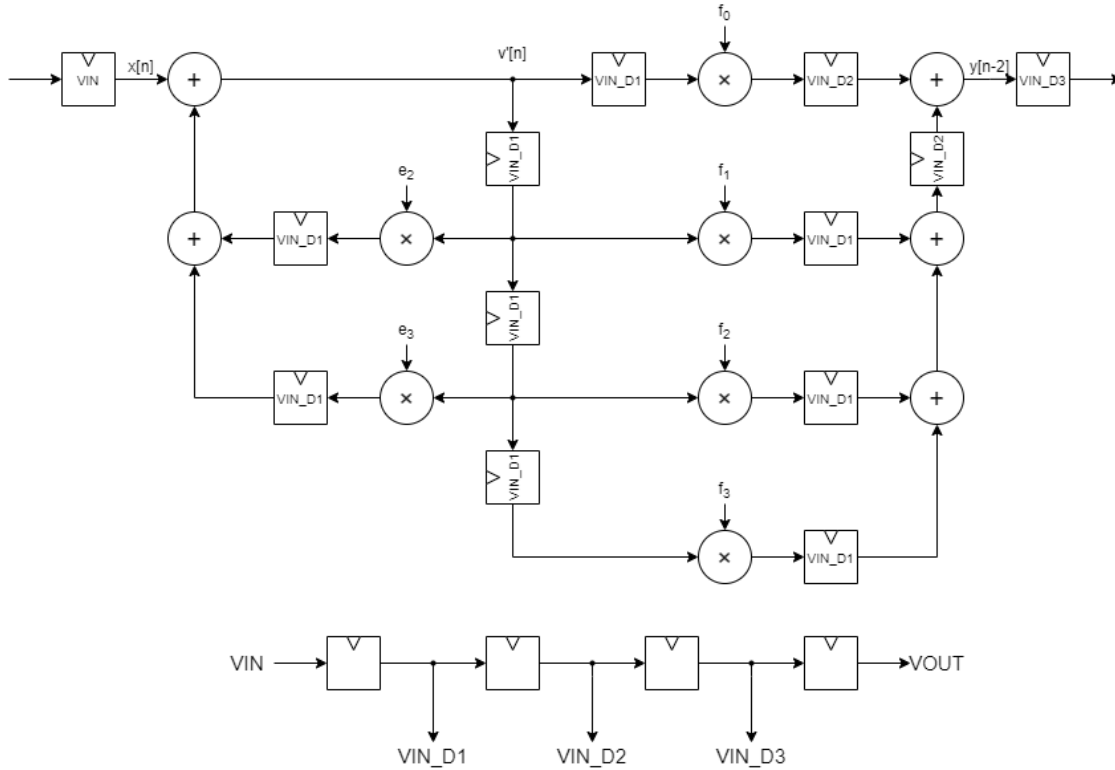 f0
x[n]
v'[n]
y[n-2]
VIN
+
VIN_D1
×
VIN_D2
+
VIN_D3
VIN_D1
VIN_D2
e2
f1
+
VIN_D1
×
×
VIN_D1
+
VIN_D1
e3
f2
VIN_D1
×
×
VIN_D1
+
VIN_D1
f3
×
VIN_D1
VIN
VOUT
VIN_D1
VIN_D2
VIN_D3